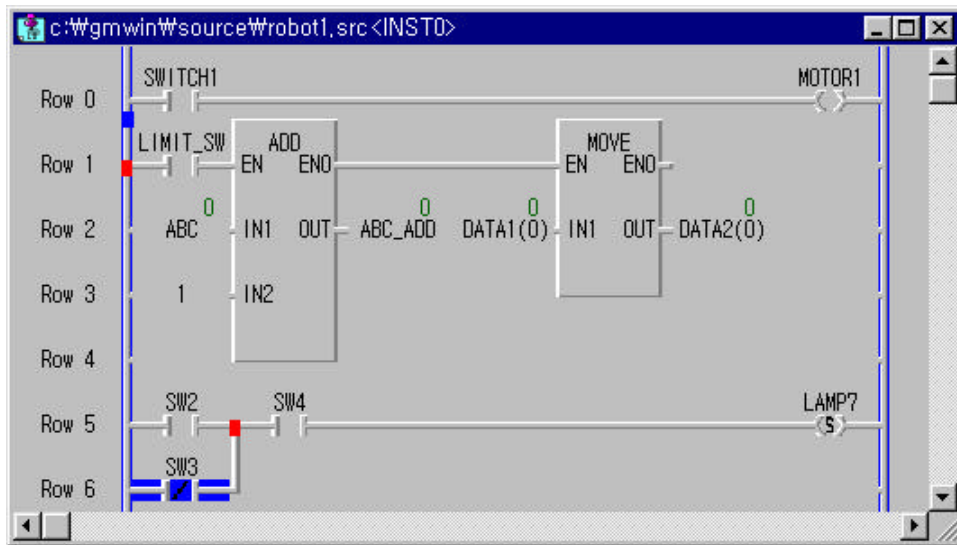 c:₩gmwin₩source₩robot1.src<INST0>
SWITCH1 MOTOR1
Row 0
LIMIT_SW ADD MOVE
Row 1 EN ENO EN ENO
0 0 0 0
Row 2 ABC IN1 OUT ABC_ADD DATA1(0) IN1 OUT DATA2(0)
Row 3 1 IN2
Row 4
SW2 SW4 LAMP7
Row 5 S
SW3
Row 6